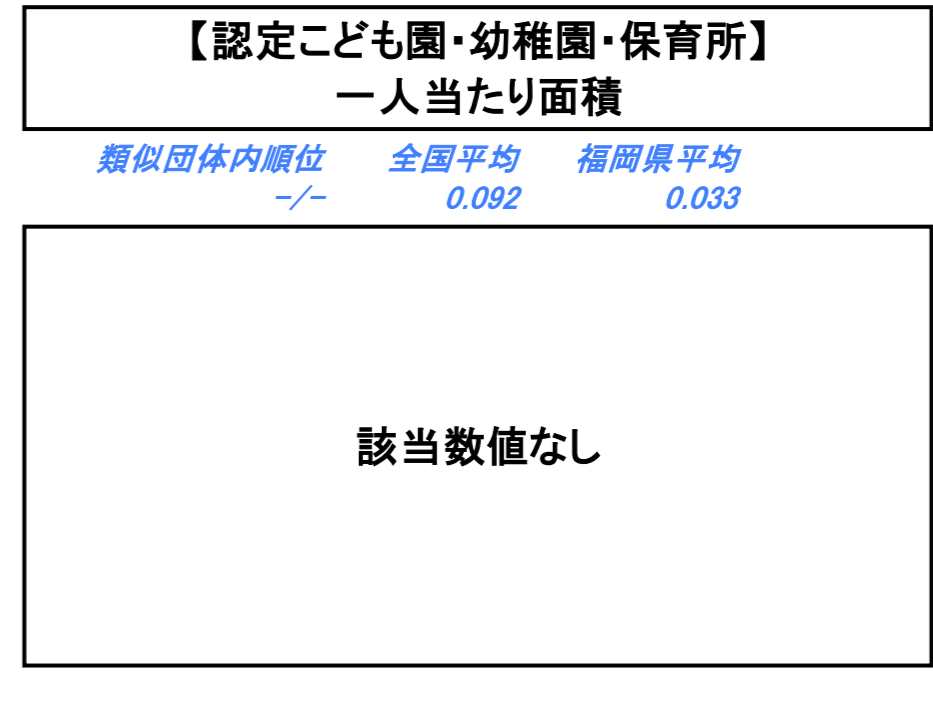 【認定こども園・幼稚園・保育所】
一人当たり面積
類似団体内順位 全国平均 福岡県平均
-/- 0.092 0.033
該当数値なし